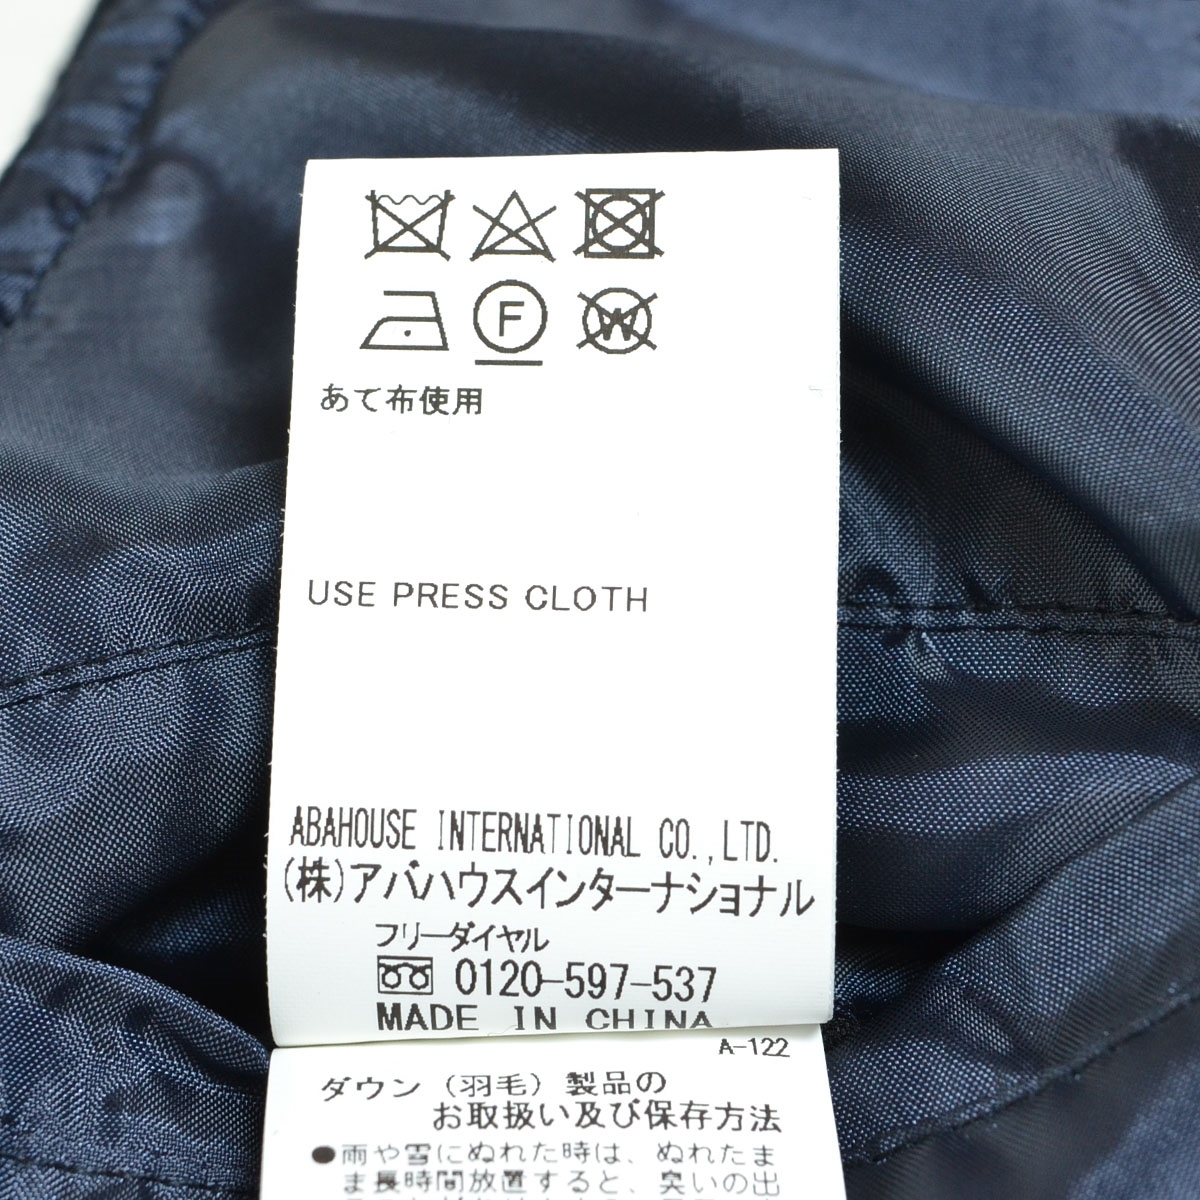 F
W
あて布使用
USE PRESS CLOTH
ABAHOUSE INTERNATIONAL CO.,LTD.
(株)アバハウスインターナショナル
フリーダイヤル
0120-597-537
MADE IN CHINA
A-122
ダウン（羽毛）製品の
お取扱い及び保存方法
●雨や雪にぬれた時は、ぬれたま
ま長時間放置すると、臭いの出